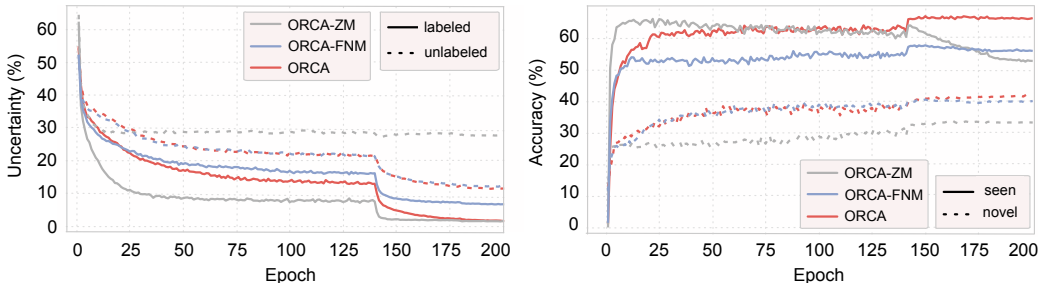 Uncertainty (%)
60
50
40
30
20
10
0
0 25 50 75 100 125 150 175 200
Epoch
ORCA-ZM
ORCA-FNM
ORCA
labeled
unlabeled
Accuracy (%)
60
50
40
30
20
10
0
0 25 50 75 100 125 150 175 200
Epoch
ORCA-ZM
ORCA-FNM
ORCA
seen
novel